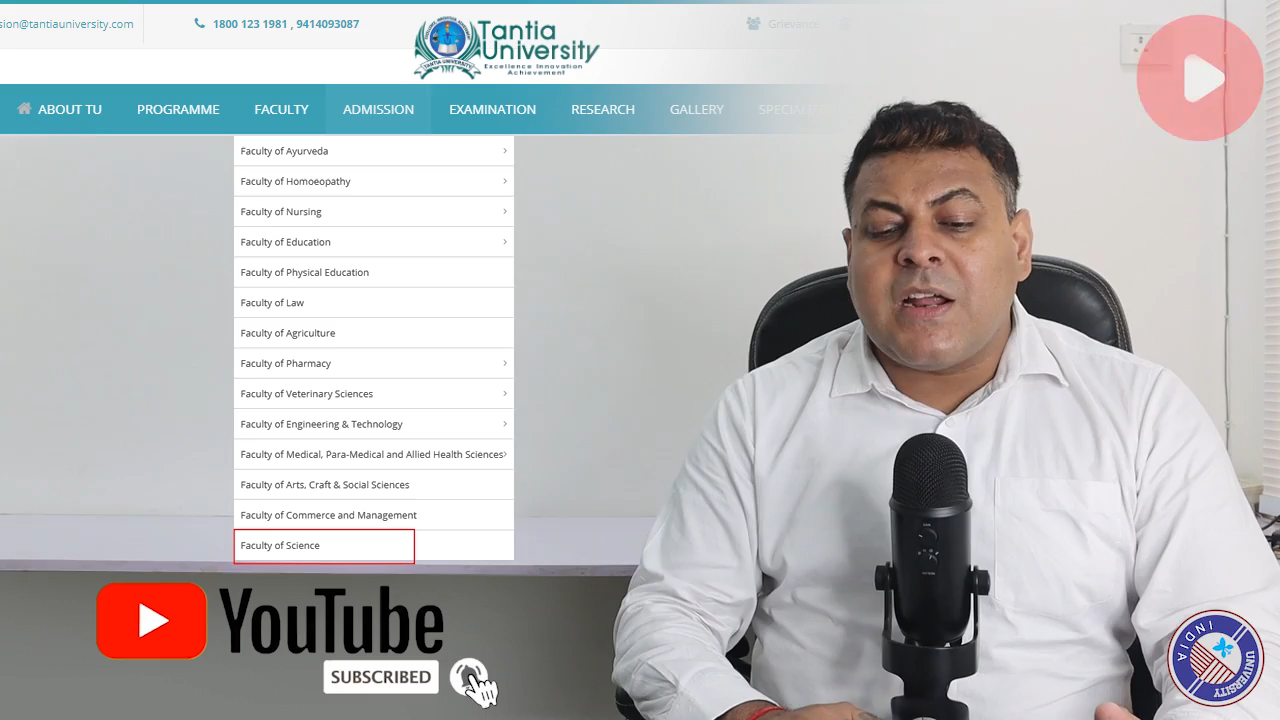 sion@tantiauniversity.com
1800 123 1981 , 9414093087
Grievance
TANTIA UNIVERSITY
Tantia
University
Excellence Innovation
Achievement
ABOUT TU PROGRAMME FACULTY ADMISSION EXAMINATION RESEARCH GALLERY
Faculty of Ayurveda
Faculty of Homoeopathy
Faculty of Nursing
Faculty of Education
Faculty of Physical Education
Faculty of Law
Faculty of Agriculture
Faculty of Pharmacy
Faculty of Veterinary Sciences
Faculty of Engineering & Technology
Faculty of Medical, Para-Medical and Allied Health Sciences
Faculty of Arts, Craft & Social Sciences
Faculty of Commerce and Management
Faculty of Science
YouTube
SUBSCRIBED
INDIA
UNIVERSITY